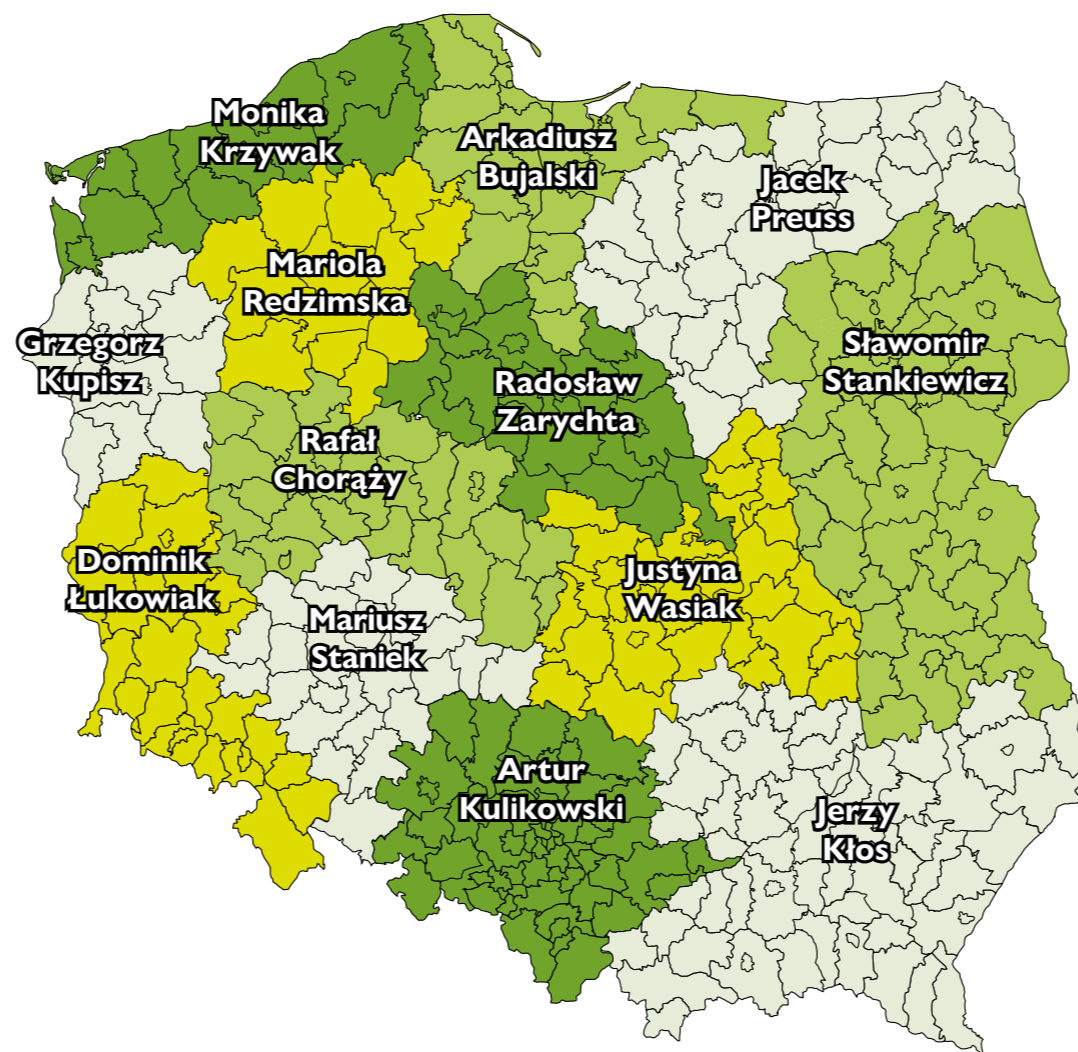 Monika
Krzywak
Arkadiusz
Bujalski
Jacek
Preuss
Mariola
Redzimska
Grzegorz
Kupisz
Sławomir
Stankiewicz
Radosław
Zarychta
Rafał
Chorąży
Dominik
Łukowiak
Justyna
Wasiak
Mariusz
Staniek
Artur
Kulikowski
Jerzy
Kłos